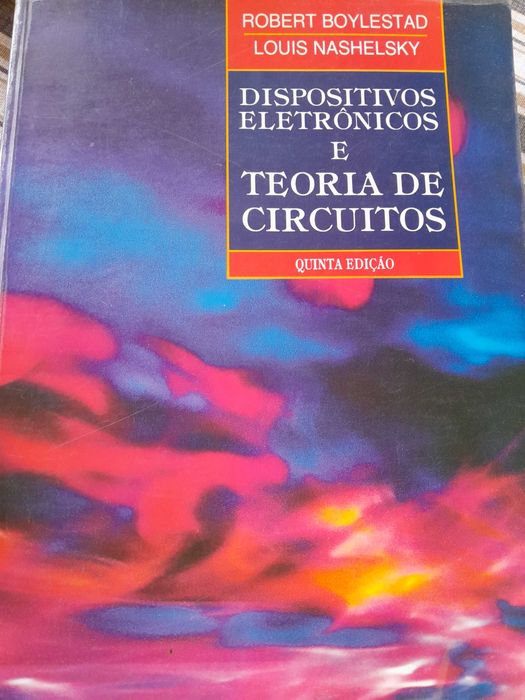 ROBERT BOYLESTAD
LOUIS NASHELSKY
DISPOSITIVOS
ELETRÔNICOS
E
TEORIA DE
CIRCUITOS
QUINTA EDIÇÃO